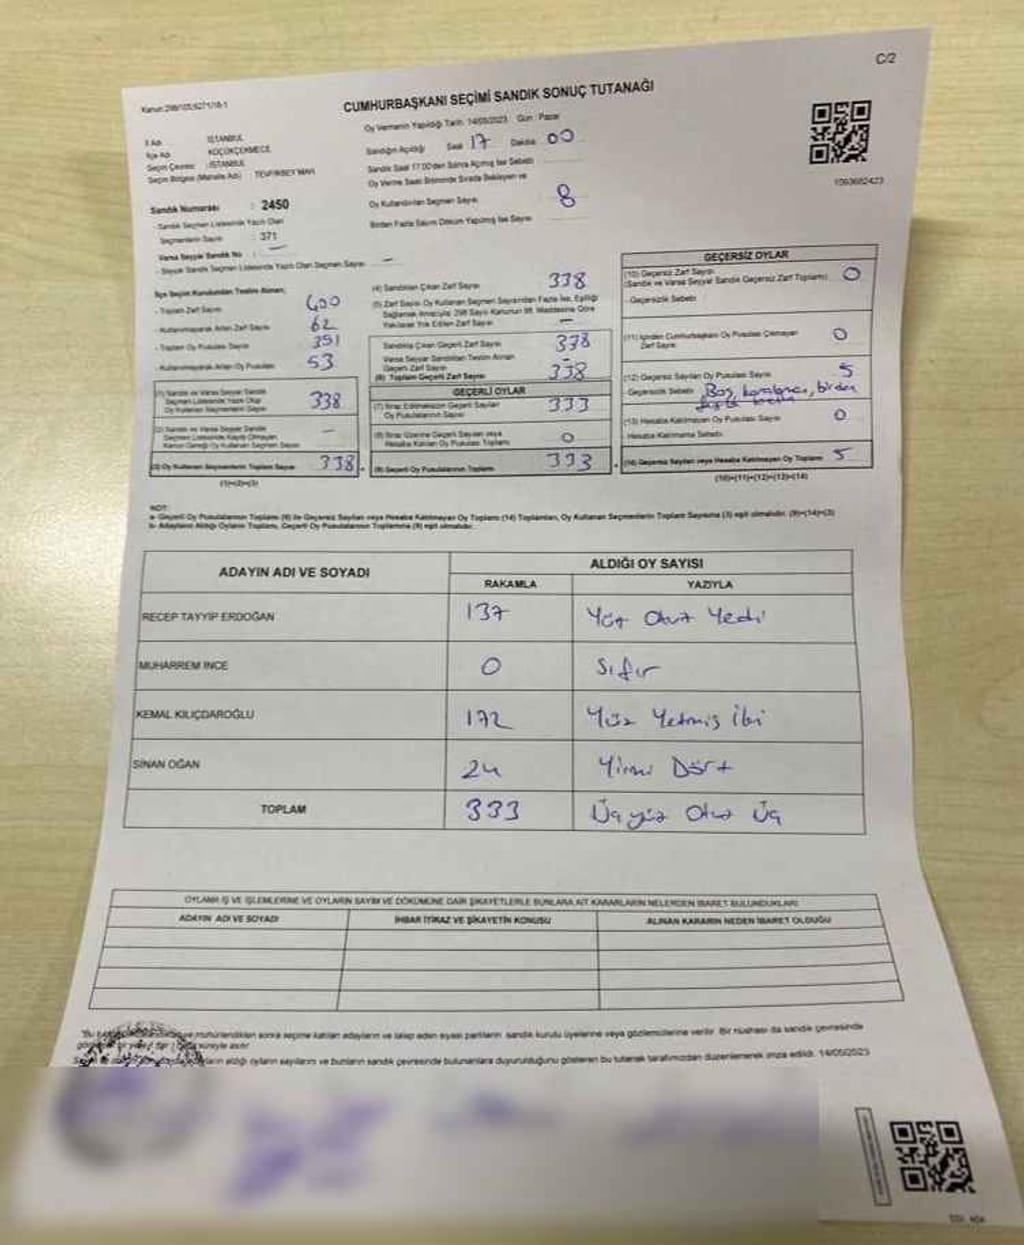 C/2
Kanun:298/105;6271/18-1
CUMHURBAŞKANI SEÇİMİ SANDIK SONUÇ TUTANAĞI
İl Adı : İSTANBUL
İlçe Adı : KÜÇÜKÇEKMECE
Seçim Çevresi : İSTANBUL
Seçim Bölgesi (Mahalle Adı) : TEVFİKBEY MAH.
Sandık Numarası : 2450
- Sandık Seçmen Listesinde Yazılı Olan
Seçmenlerin Sayısı : 371
Varsa Seyyar Sandık No : —
- Seyyar Sandık Seçmen Listesinde Yazılı Olan Seçmen Sayısı : —
Oy Vermenin Yapıldığı Tarih: 14/05/2023 Gün: Pazar
Sandığın Açıldığı Saat 17 Dakika 00
Sandık Saat 17.00'den Sonra Açılmış İse Sebebi
Oy Verme Saati Bitiminde Sırada Bekleyen ve
Oy Kullandırılan Seçmen Sayısı 8
Birden Fazla Sayım Döküm Yapılmış İse Sayısı
1093682423
İlçe Seçim Kurulundan Teslim Alınan;
- Toplam Zarf Sayısı 400
- Kullanılmayarak Artan Zarf Sayısı 62
- Toplam Oy Pusulası Sayısı 391
- Kullanılmayarak Artan Oy Pusulası 53
(1) Sandık ve Varsa Seyyar Sandık
Seçmen Listesinde Yazılı Olup
Oy Kullanan Seçmenlerin Sayısı 338
(2) Sandık ve Varsa Seyyar Sandık
Seçmen Listesinde Kayıtlı Olmayan
Kanun Gereği Oy Kullanan Seçmen Sayısı —
(3) Oy Kullanan Seçmenlerin Toplam Sayısı 338
(1)+(2)=(3)
(4) Sandıktan Çıkan Zarf Sayısı 338
(5) Zarf Sayısı Oy Kullanan Seçmen Sayısından Fazla İse, Eşitliği
Sağlamak Amacıyla 298 Sayılı Kanunun 98. Maddesine Göre
Yakılarak Yok Edilen Zarf Sayısı —
Sandıkta Çıkan Geçerli Zarf Sayısı 338
Varsa Seyyar Sandıktan Teslim Alınan
Geçerli Zarf Sayısı —
(6) Toplam Geçerli Zarf Sayısı 338
GEÇERLİ OYLAR
(7) İtiraz Edilmeksizin Geçerli Sayılan
Oy Pusulalarının Sayısı 333
(8) İtiraz Üzerine Geçerli Sayılan veya
Hesaba Katılan Oy Pusulası Toplamı 0
(9) Geçerli Oy Pusulalarının Toplamı 333
GEÇERSİZ OYLAR
(10) Geçersiz Zarf Sayısı
(Sandık ve Varsa Seyyar Sandık Geçersiz Zarf Toplamı) 0
- Geçersizlik Sebebi
(11) İçinden Cumhurbaşkanı Oy Pusulası Çıkmayan
Zarf Sayısı 0
(12) Geçersiz Sayılan Oy Pusulası Sayısı 5
Geçersizlik Sebebi Boş, karalama, birden
fazla
(13) Hesaba Katılmayan Oy Pusulası Sayısı 0
- Hesaba Katılmama Sebebi
(14) Geçersiz Sayılan veya Hesaba Katılmayan Oy Toplamı 5
(10)+(11)+(12)+(13)=(14)
NOT:
a- Geçerli Oy Pusulalarının Toplamı (9) ile Geçersiz Sayılan veya Hesaba Katılmayan Oy Toplamı (14) Toplamları, Oy Kullanan Seçmenlerin Toplam Sayısına (3) eşit olmalıdır. (9)+(14)=(3)
b- Adayların Aldığı Oyların Toplamı, Geçerli Oy Pusulalarının Toplamına (9) eşit olmalıdır.
ADAYIN ADI VE SOYADI
ALDIĞI OY SAYISI
RAKAMLA YAZIYLA
RECEP TAYYİP ERDOĞAN 137 Yüz Otuz Yedi
MUHARREM İNCE 0 Sıfır
KEMAL KILIÇDAROĞLU 172 Yüz Yetmiş İki
SİNAN OĞAN 24 Yirmi Dört
TOPLAM 333 Üçyüz Otuz Üç
OYLAMA İŞ VE İŞLEMLERİNE VE OYLARIN SAYIM VE DÖKÜMÜNE DAİR ŞİKAYETLERLE BUNLARA AİT KARARLARIN NELERDEN İBARET BULUNDUKLARI
ADAYIN ADI VE SOYADI İHBAR İTİRAZ VE ŞİKAYETİN KONUSU ALINAN KARARIN NEDEN İBARET OLDUĞU
mühürlendikten sonra seçime katılan adayların ve talep eden siyasi partilerin sandık kurulu üyelerine veya gözlemcilerine verilir. Bir nüshası da sandık çevresinde
süreyle asılır.
aldığı oyların sayılarını ve bunların sandık çevresinde bulunanlara duyurulduğunu gösteren bu tutanak tarafımızdan düzenlenerek imza edildi. 14/05/2023